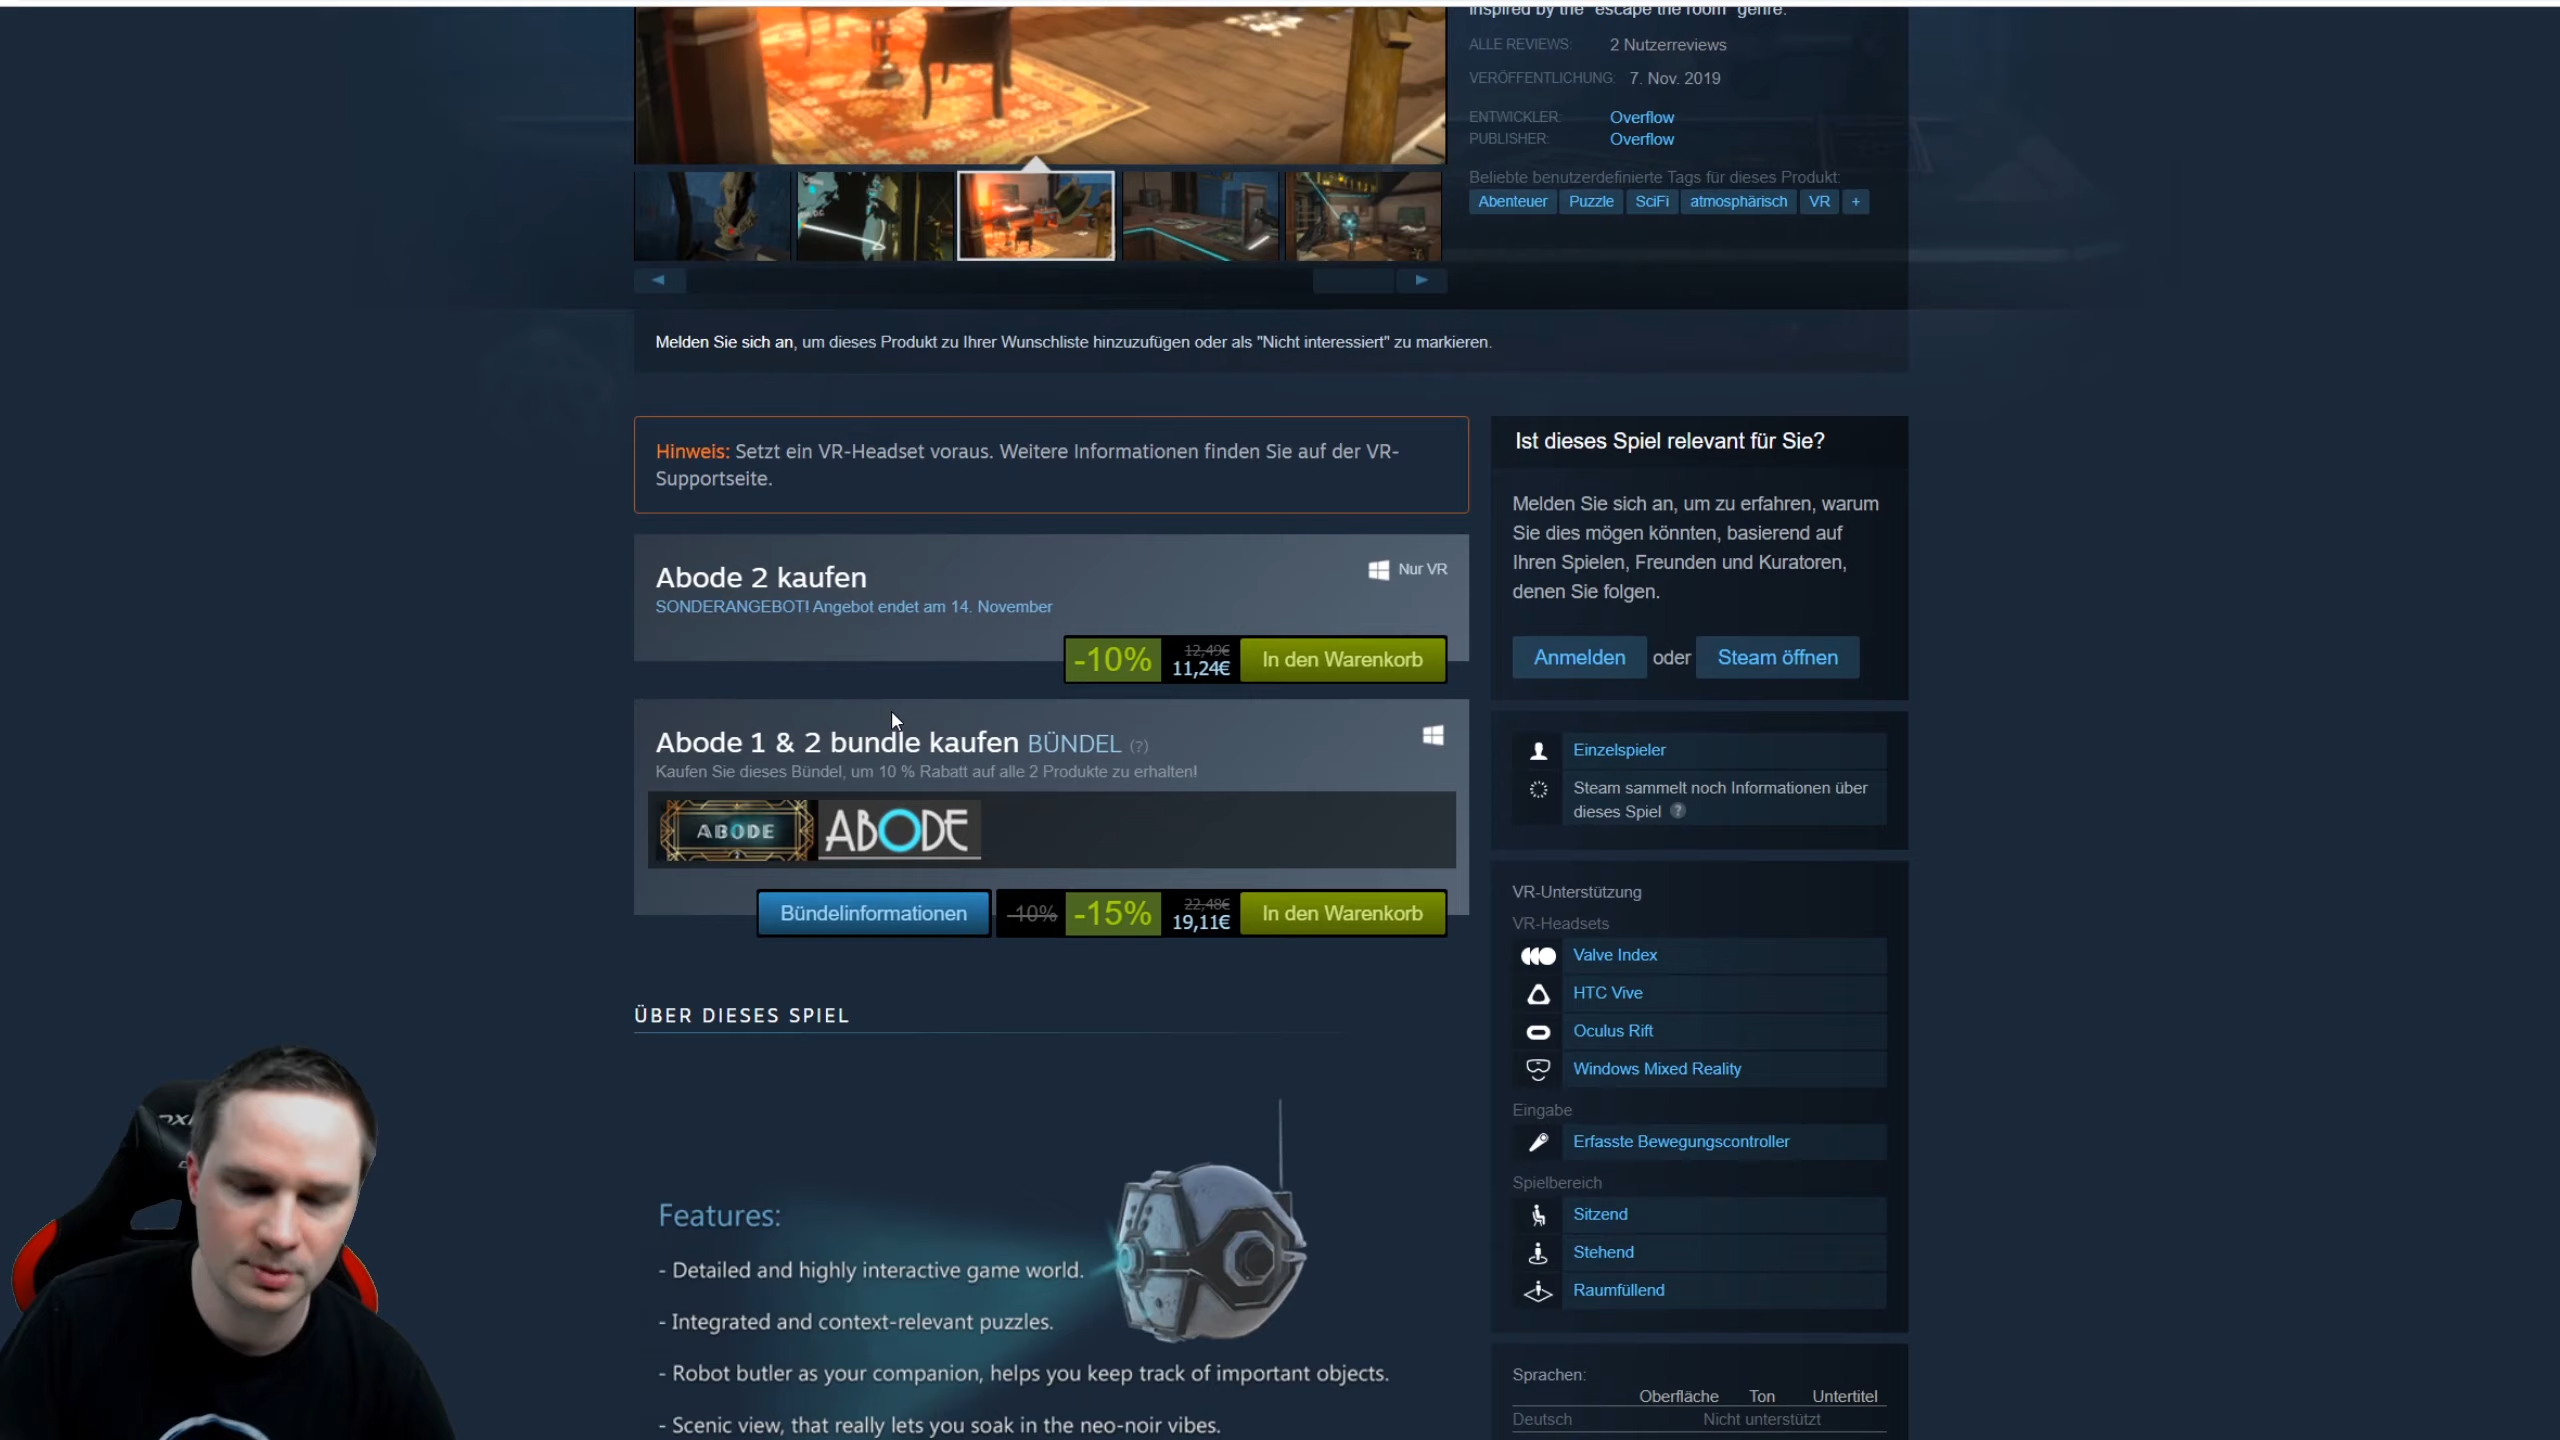 inspired by the "escape the room" genre.
ALLE REVIEWS: 2 Nutzerreviews
VERÖFFENTLICHUNG: 7. Nov. 2019
ENTWICKLER: Overflow
PUBLISHER: Overflow
Beliebte benutzerdefinierte Tags für dieses Produkt:
Abenteuer Puzzle SciFi atmosphärisch VR +
Melden Sie sich an, um dieses Produkt zu Ihrer Wunschliste hinzuzufügen oder als "Nicht interessiert" zu markieren.
Hinweis: Setzt ein VR-Headset voraus. Weitere Informationen finden Sie auf der VR-
Supportseite.
Abode 2 kaufen
Nur VR
SONDERANGEBOT! Angebot endet am 14. November
-10% 12,49€ 11,24€ In den Warenkorb
Abode 1 & 2 bundle kaufen BÜNDEL (?)
Kaufen Sie dieses Bündel, um 10 % Rabatt auf alle 2 Produkte zu erhalten!
ABODE 2 ABODE
Bündelinformationen -10% -15% 22,48€ 19,11€ In den Warenkorb
ÜBER DIESES SPIEL
Features:
- Detailed and highly interactive game world.
- Integrated and context-relevant puzzles.
- Robot butler as your companion, helps you keep track of important objects.
- Scenic view, that really lets you soak in the neo-noir vibes.
Ist dieses Spiel relevant für Sie?
Melden Sie sich an, um zu erfahren, warum
Sie dies mögen könnten, basierend auf
Ihren Spielen, Freunden und Kuratoren,
denen Sie folgen.
Anmelden oder Steam öffnen
Einzelspieler
Steam sammelt noch Informationen über
dieses Spiel ?
VR-Unterstützung
VR-Headsets
Valve Index
HTC Vive
Oculus Rift
Windows Mixed Reality
Eingabe
Erfasste Bewegungscontroller
Spielbereich
Sitzend
Stehend
Raumfüllend
Sprachen:
Oberfläche Ton Untertitel
Deutsch Nicht unterstützt